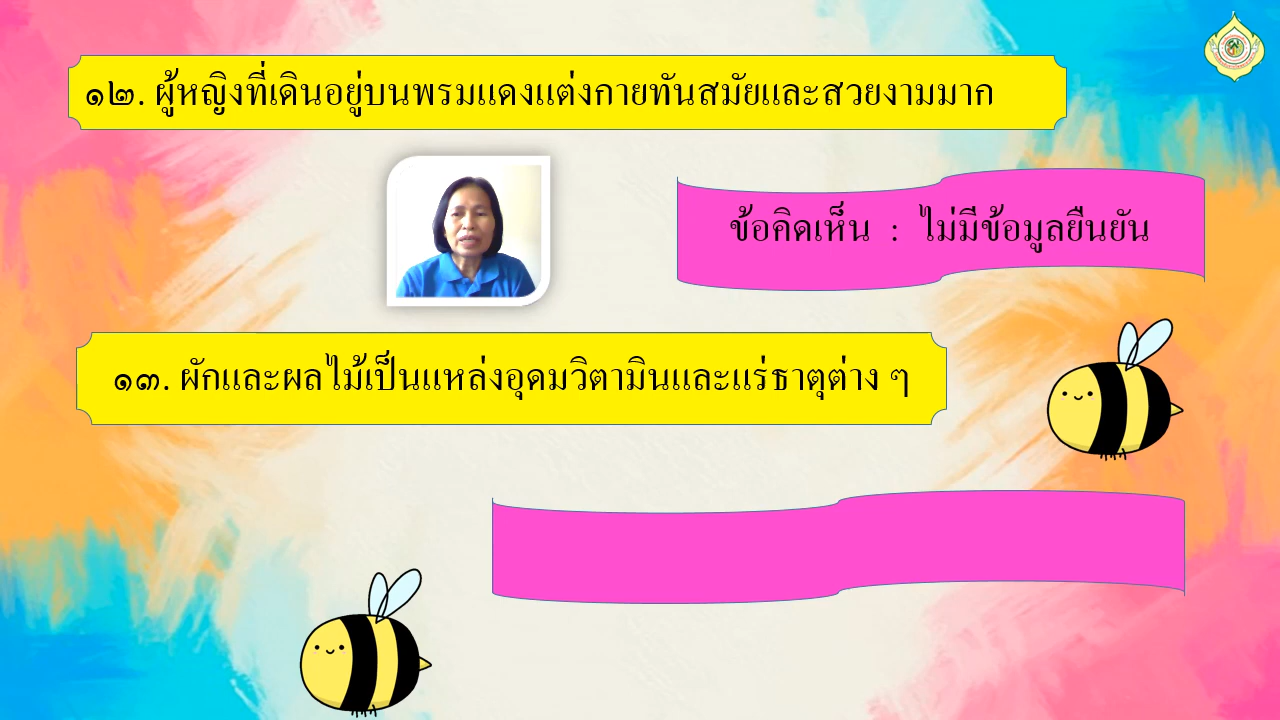 ๑๒. ผู้หญิงที่เดินอยู่บนพรมแดงแต่งกายทันสมัยและสวยงามมาก
ข้อคิดเห็น : ไม่มีข้อมูลยืนยัน
๑๓. ผักและผลไม้เป็นแหล่งอุดมวิตามินและแร่ธาตุต่าง ๆ